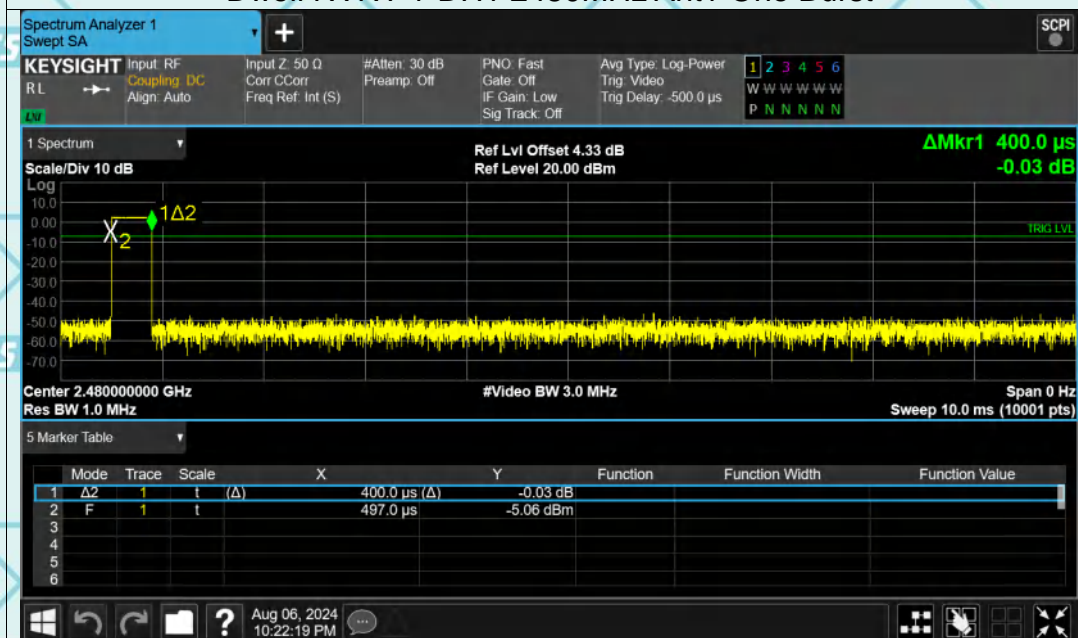 Spectrum Analyzer 1
Swept SA
+
SCPI
KEYSIGHT
RL
LXI
Input: RF
Coupling: DC
Align: Auto
Input Z: 50 Ω
Corr CCorr
Freq Ref: Int (S)
#Atten: 30 dB
Preamp: Off
PNO: Fast
Gate: Off
IF Gain: Low
Sig Track: Off
Avg Type: Log-Power
Trig: Video
Trig Delay: -500.0 µs
1 2 3 4 5 6
W W W W W W
P N N N N N
1 Spectrum
Scale/Div 10 dB
Ref Lvl Offset 4.33 dB
Ref Level 20.00 dBm
ΔMkr1 400.0 µs
-0.03 dB
Log
10.0
0.00
-10.0
-20.0
-30.0
-40.0
-50.0
-60.0
-70.0
1Δ2
X2
TRIG LVL
Center 2.480000000 GHz
#Video BW 3.0 MHz
Span 0 Hz
Res BW 1.0 MHz
Sweep 10.0 ms (10001 pts)
5 Marker Table
Mode Trace Scale X Y Function Function Width Function Value
1 Δ2 1 t (Δ) 400.0 µs (Δ) -0.03 dB
2 F 1 t 497.0 µs -5.06 dBm
3
4
5
6
?
Aug 06, 2024
10:22:19 PM